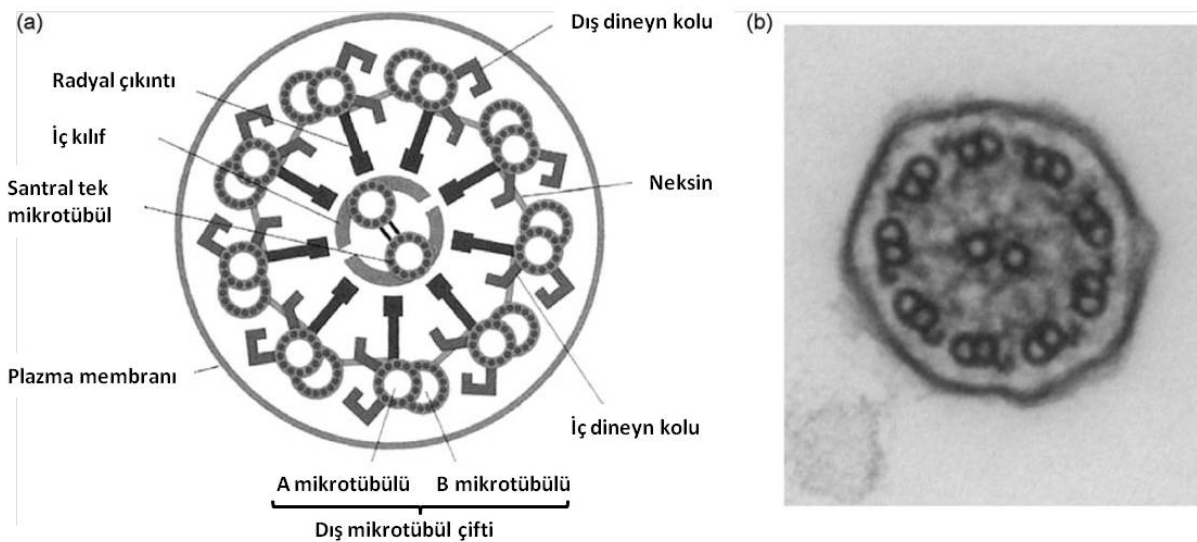 (a)
Dış dineyn kolu
(b)
Radyal çıkıntı
İç kılıf
Santral tek
mikrotübül
Neksin
Plazma membranı
İç dineyn kolu
A mikrotübülü
B mikrotübülü
Dış mikrotübül çifti